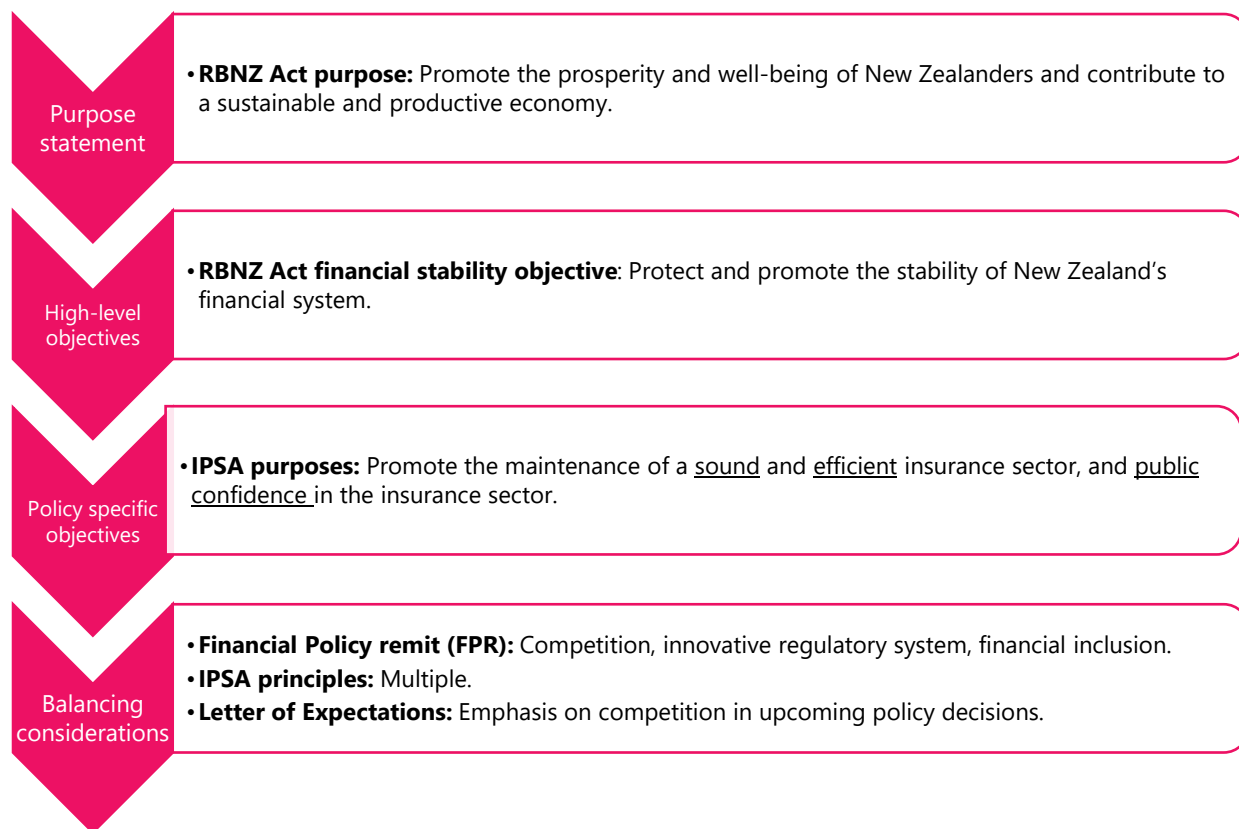 Purpose
statement
• RBNZ Act purpose: Promote the prosperity and well-being of New Zealanders and contribute to
a sustainable and productive economy.
High-level
objectives
• RBNZ Act financial stability objective: Protect and promote the stability of New Zealand’s
financial system.
Policy specific
objectives
• IPSA purposes: Promote the maintenance of a sound and efficient insurance sector, and public
confidence in the insurance sector.
Balancing
considerations
• Financial Policy remit (FPR): Competition, innovative regulatory system, financial inclusion.
• IPSA principles: Multiple.
• Letter of Expectations: Emphasis on competition in upcoming policy decisions.